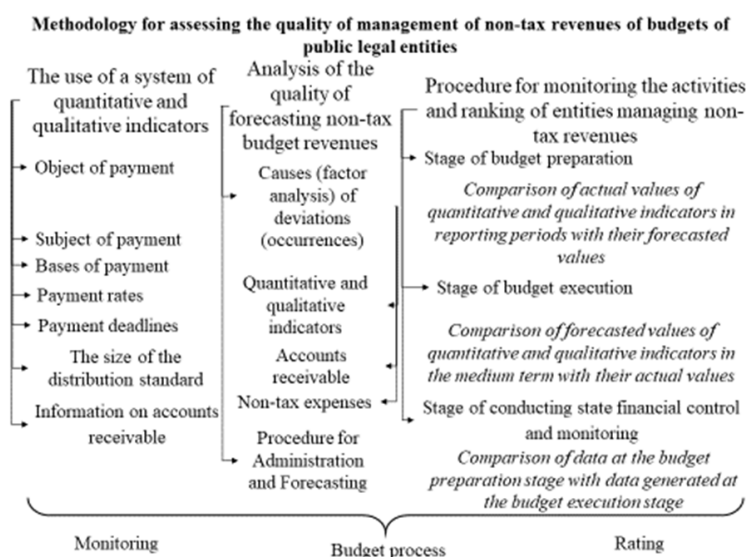 Methodology for assessing the quality of management of non-tax revenues of budgets of
public legal entities
The use of a system of
quantitative and
qualitative indicators
Object of payment
Subject of payment
Bases of payment
Payment rates
Payment deadlines
The size of the
distribution standard
Information on accounts
receivable
Analysis of the
quality of
forecasting non-tax
budget revenues
Causes (factor
analysis) of
deviations
(occurrences)
Quantitative and
qualitative
indicators
Accounts
receivable
Non-tax expenses
Procedure for
Administration
and Forecasting
Procedure for monitoring the activities
and ranking of entities managing non-
tax revenues
Stage of budget preparation
Comparison of actual values of
quantitative and qualitative indicators in
reporting periods with their forecasted
values
Stage of budget execution
Comparison of forecasted values of
quantitative and qualitative indicators in
the medium term with their actual values
Stage of conducting state financial control
and monitoring
Comparison of data at the budget
preparation stage with data generated at
the budget execution stage
Monitoring
Budget process
Rating